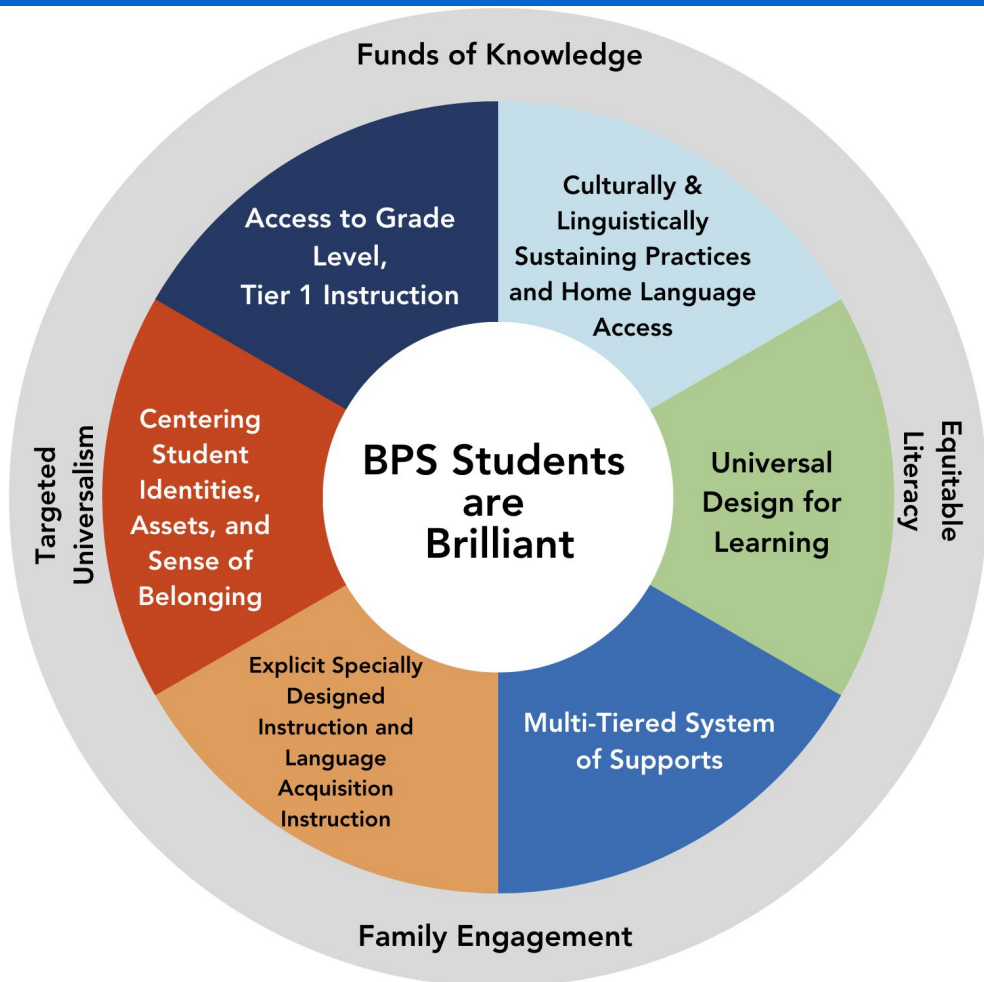 Funds of Knowledge
Access to Grade
Level,
Tier 1 Instruction
Culturally &
Linguistically
Sustaining Practices
and Home Language
Access
Centering
Student
Identities,
Assets, and
Sense of
Belonging
BPS Students
are
Brilliant
Universal
Design for
Learning
Targeted
Universalism
Equitable
Literacy
Explicit Specially
Designed
Instruction and
Language
Acquisition
Instruction
Multi-Tiered System
of Supports
Family Engagement